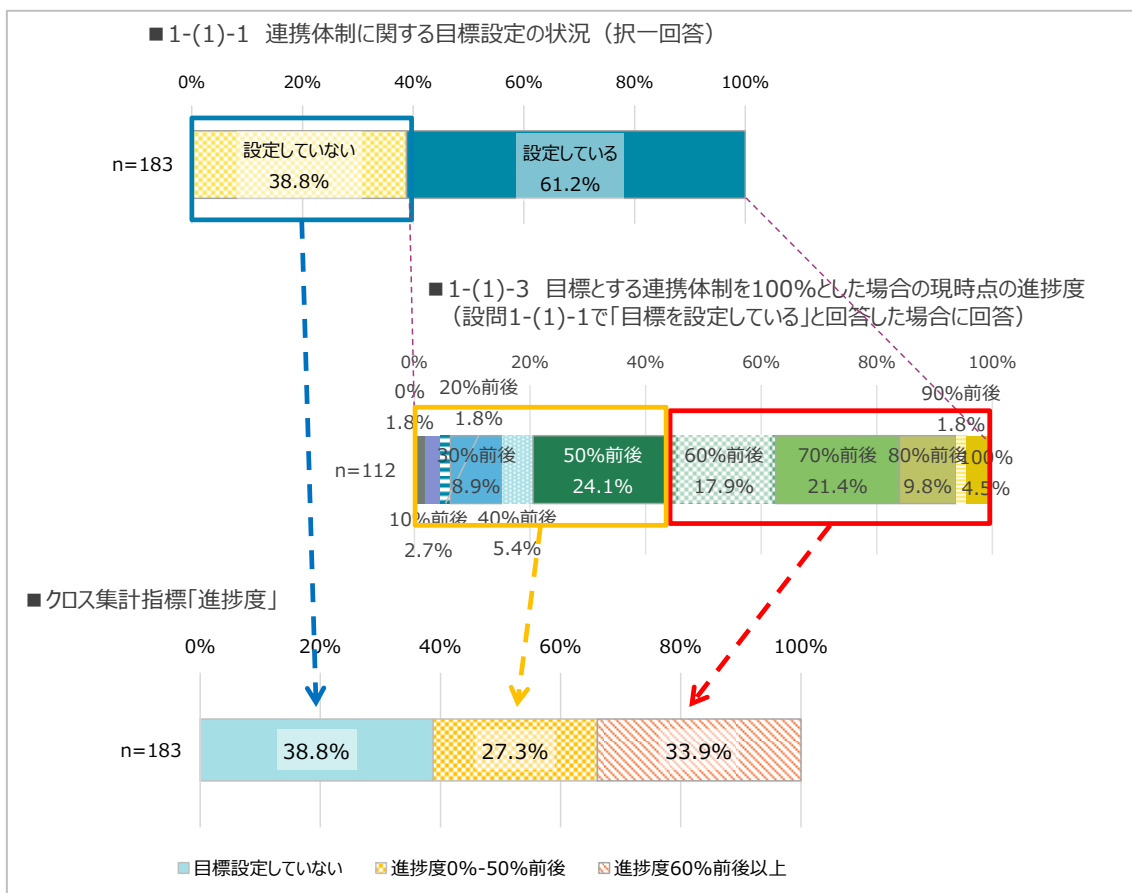 ■1-(1)-1 連携体制に関する目標設定の状況（択一回答）
0% 20% 40% 60% 80% 100%
n=183
設定していない
38.8%
設定している
61.2%
■1-(1)-3 目標とする連携体制を100%とした場合の現時点の進捗度
（設問1-(1)-1で「目標を設定している」と回答した場合に回答）
0% 20% 40% 60% 80% 100%
n=112
0%
1.8%
10%前後
2.7%
20%前後
1.8%
30%前後
8.9%
40%前後
5.4%
50%前後
24.1%
60%前後
17.9%
70%前後
21.4%
80%前後
9.8%
90%前後
1.8%
100%
4.5%
■クロス集計指標「進捗度」
0% 20% 40% 60% 80% 100%
n=183
38.8% 27.3% 33.9%
目標設定していない 進捗度0%-50%前後 進捗度60%前後以上